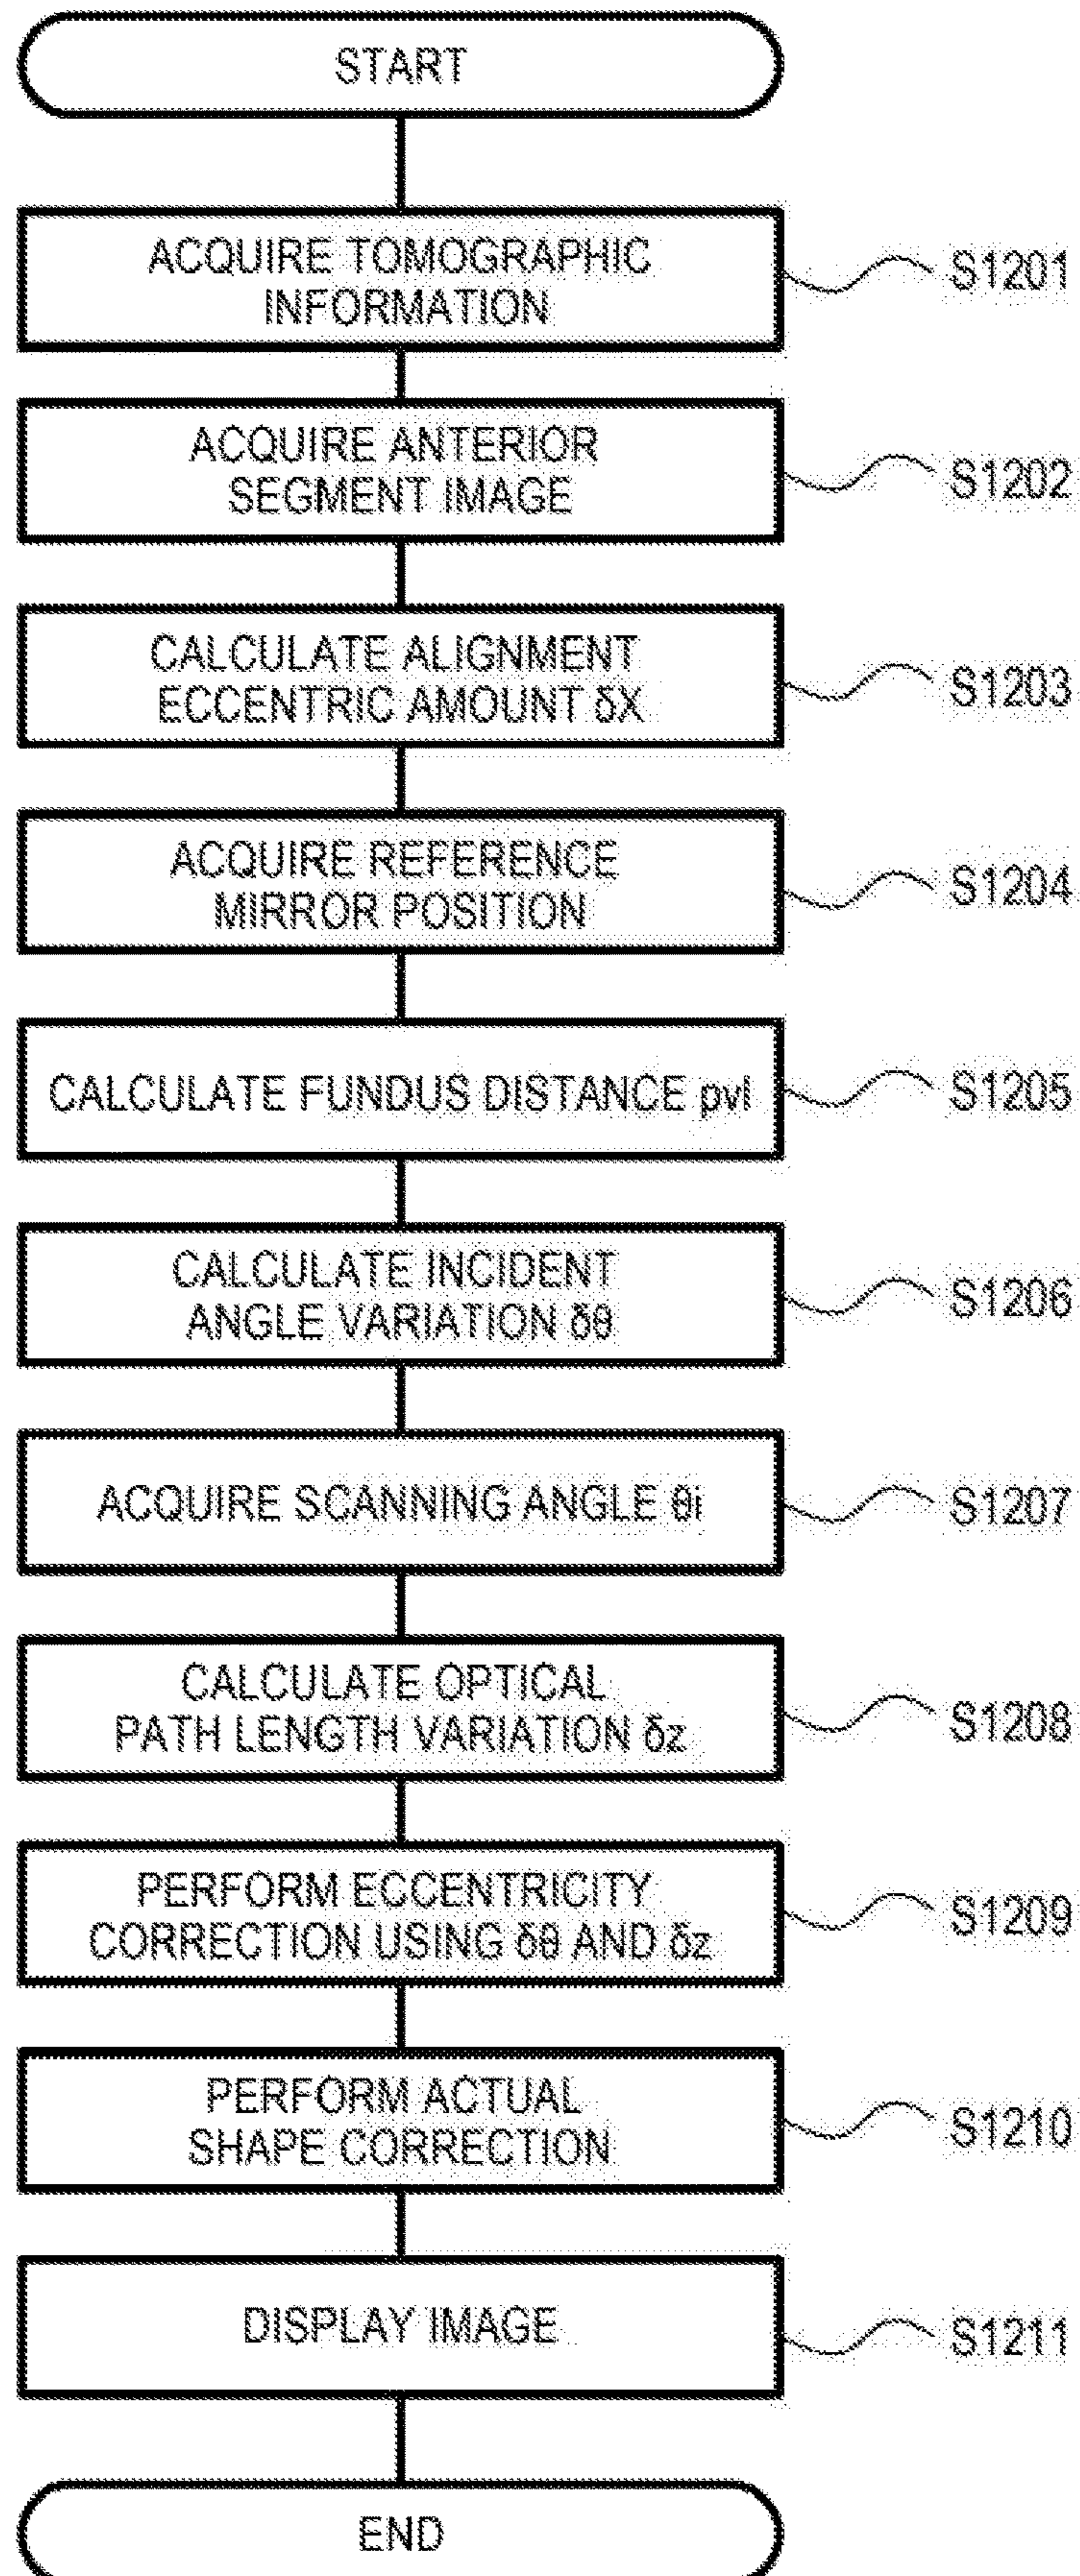 START
ACQUIRE TOMOGRAPHIC
INFORMATION
S1201
ACQUIRE ANTERIOR
SEGMENT IMAGE
S1202
CALCULATE ALIGNMENT
ECCENTRIC AMOUNT δX
S1203
ACQUIRE REFERENCE
MIRROR POSITION
S1204
CALCULATE FUNDUS DISTANCE pvl
S1205
CALCULATE INCIDENT
ANGLE VARIATION δθ
S1206
ACQUIRE SCANNING ANGLE θi
S1207
CALCULATE OPTICAL
PATH LENGTH VARIATION δz
S1208
PERFORM ECCENTRICITY
CORRECTION USING δθ AND δz
S1209
PERFORM ACTUAL
SHAPE CORRECTION
S1210
DISPLAY IMAGE
S1211
END